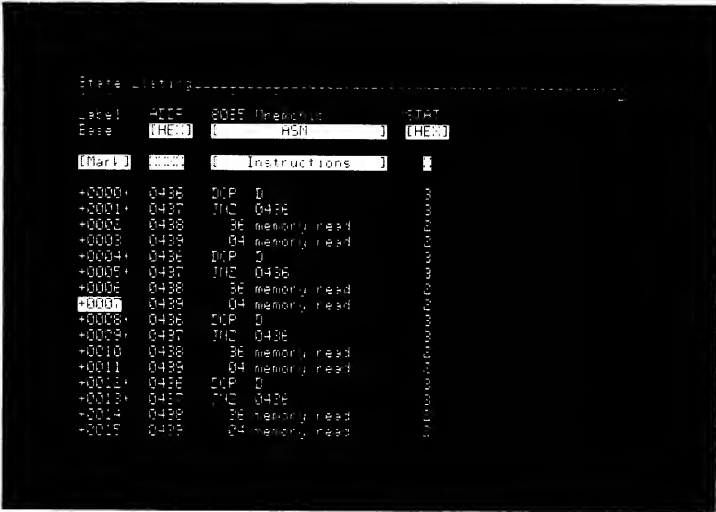 State Listing
Label ADDR 8085 Mnemonic STAT
Base [HEX] [ ASM ] [HEX]
[Mark] [ Instructions ]
+0000+ 0436 DCR D 3
+0001+ 0437 JNZ 0436 3
+0002 0438 36 memory read 2
+0003 0439 04 memory read 2
+0004+ 0436 DCR D 3
+0005+ 0437 JNZ 0436 3
+0006 0438 36 memory read 2
+0007 0439 04 memory read 2
+0008+ 0436 DCR D 3
+0009+ 0437 JNZ 0436 3
+0010 0438 36 memory read 2
+0011 0439 04 memory read 2
+0012+ 0436 DCR D 3
+0013+ 0437 JNZ 0436 3
+0014 0438 36 memory read 2
+0015 0439 04 memory read 2